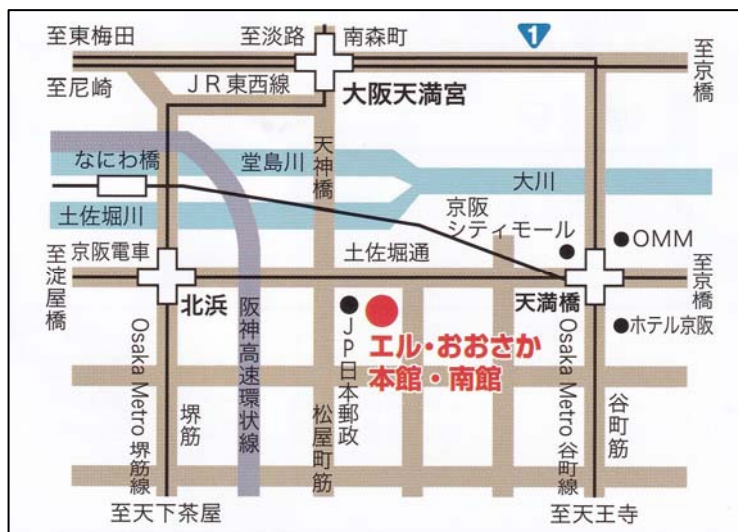 至東梅田
至淡路
南森町
1
至京橋
至尼崎
JR東西線
大阪天満宮
なにわ橋
堂島川
天神橋
大川
土佐堀川
京阪
シティモール
OMM
至淀屋橋
京阪電車
土佐堀通
至京橋
北浜
天満橋
ホテル京阪
エル・おおさか
本館・南館
JP日本郵政
阪神高速環状線
Osaka Metro 堺筋線
堺筋
松屋町筋
Osaka Metro 谷町線
谷町筋
至天下茶屋
至天王寺